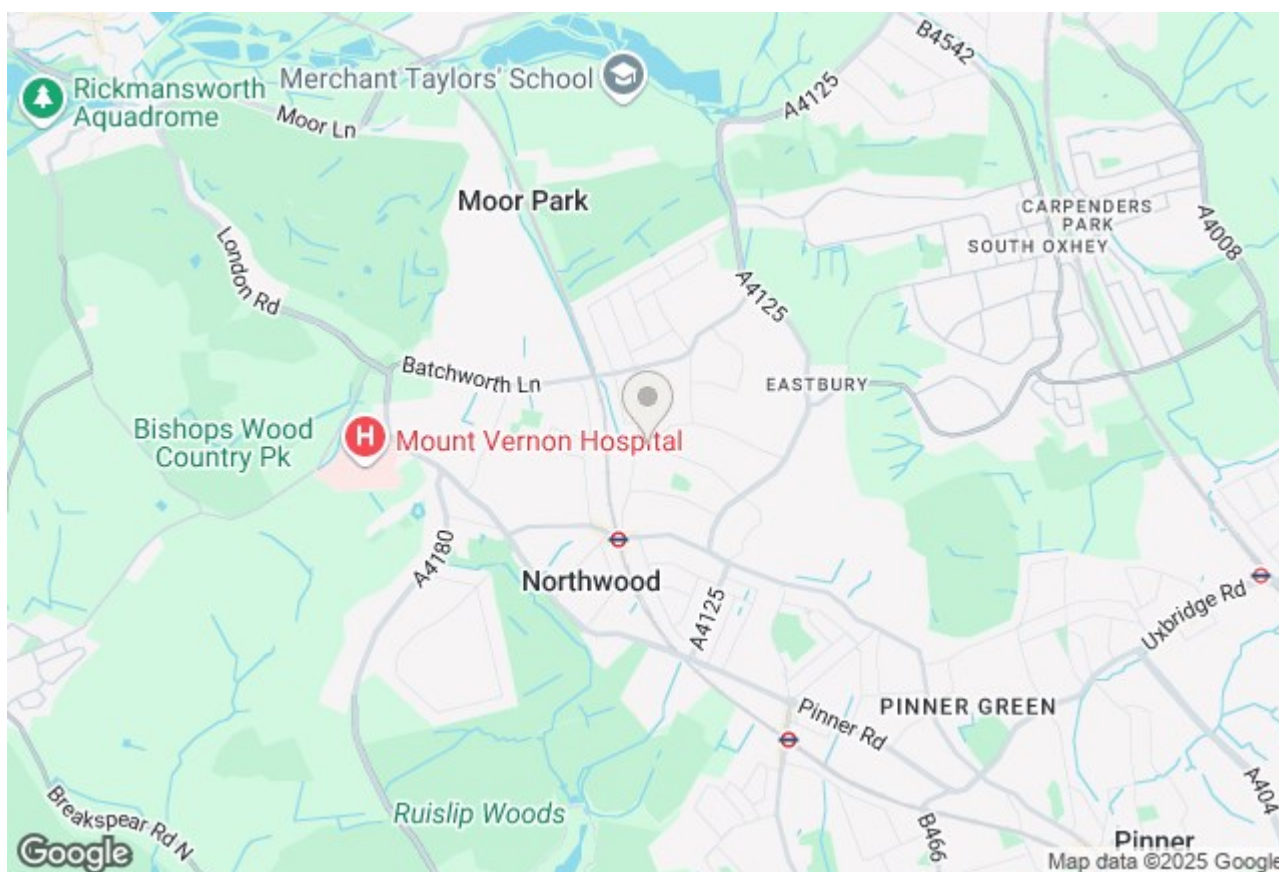 B4542
Merchant Taylors' School
Rickmansworth
Aquadrome
A4125
Moor Ln
Moor Park
CARPENDERS
PARK
SOUTH OXHEY
A4008
London Rd
A4125
Batchworth Ln
EASTBURY
Bishops Wood
Country Pk
H
Mount Vernon Hospital
A4180
Northwood
A4125
Uxbridge Rd
PINNER GREEN
Pinner Rd
A404
Ruislip Woods
Breakspear Rd N
B466
Pinner
Google
Map data ©2025 Google